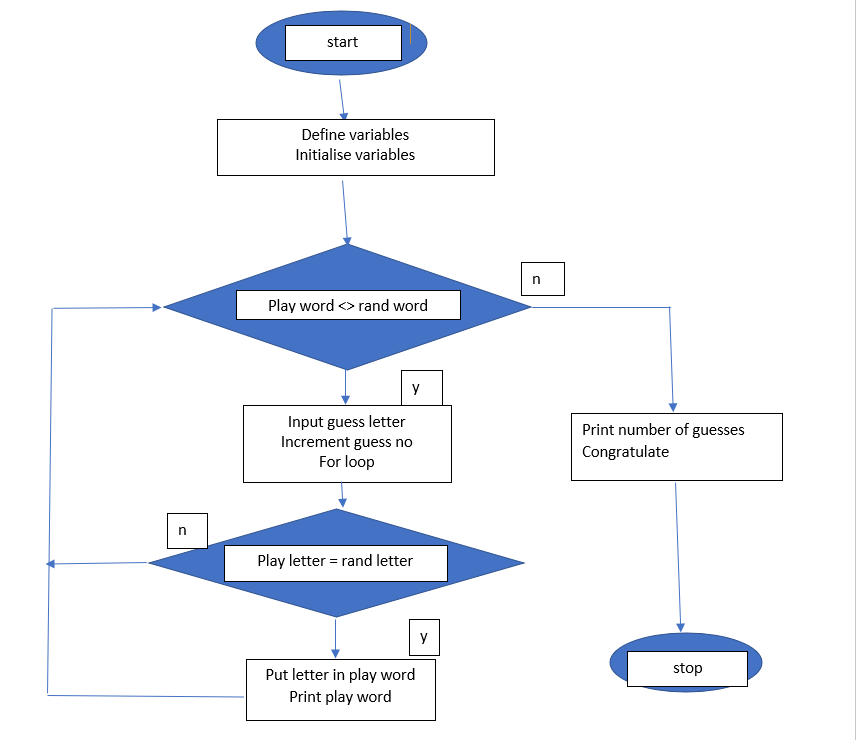 start
Define variables
Initialise variables
n
Play word <> rand word
y
Input guess letter
Increment guess no
For loop
Print number of guesses
Congratulate
n
Play letter = rand letter
y
Put letter in play word
Print play word
stop